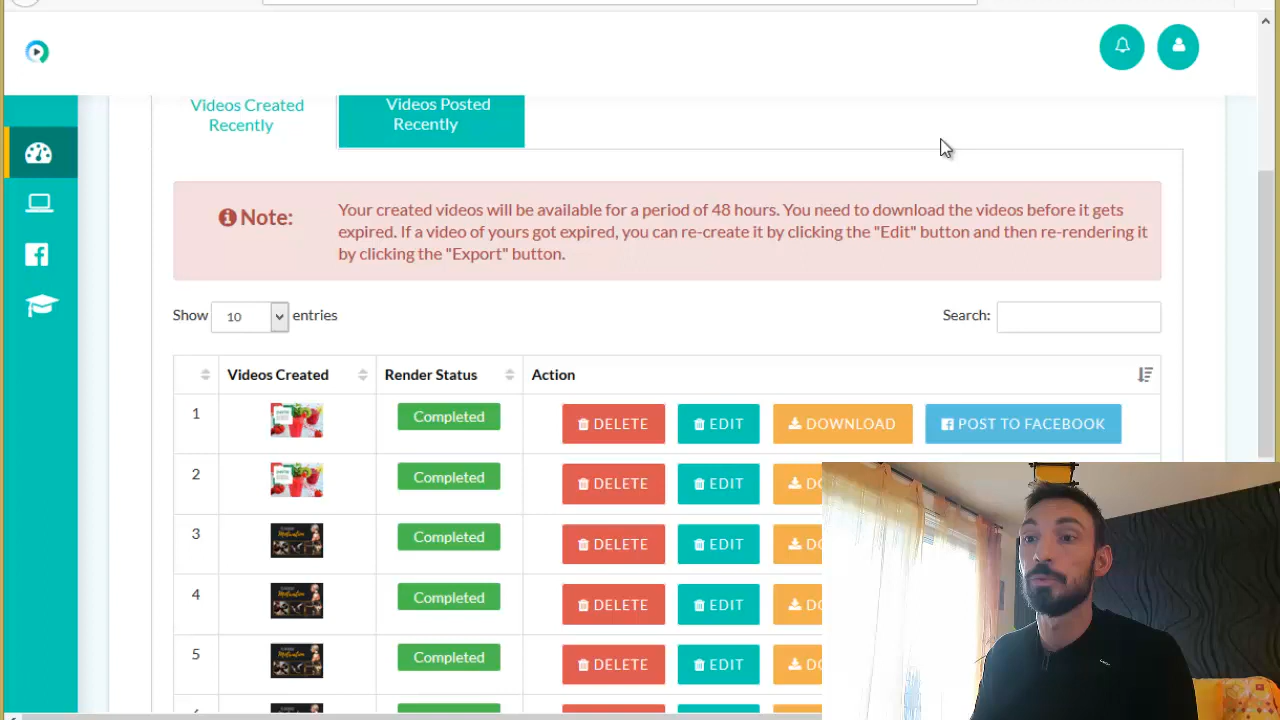 Videos Created
Recently
Videos Posted
Recently
Note:
Your created videos will be available for a period of 48 hours. You need to download the videos before it gets
expired. If a video of yours got expired, you can re-create it by clicking the "Edit" button and then re-rendering it
by clicking the "Export" button.
Show 10 entries
Search:
Videos Created Render Status Action
1 Completed DELETE EDIT DOWNLOAD POST TO FACEBOOK
2 Completed DELETE EDIT
3 Completed DELETE EDIT
4 Completed DELETE EDIT
5 Completed DELETE EDIT